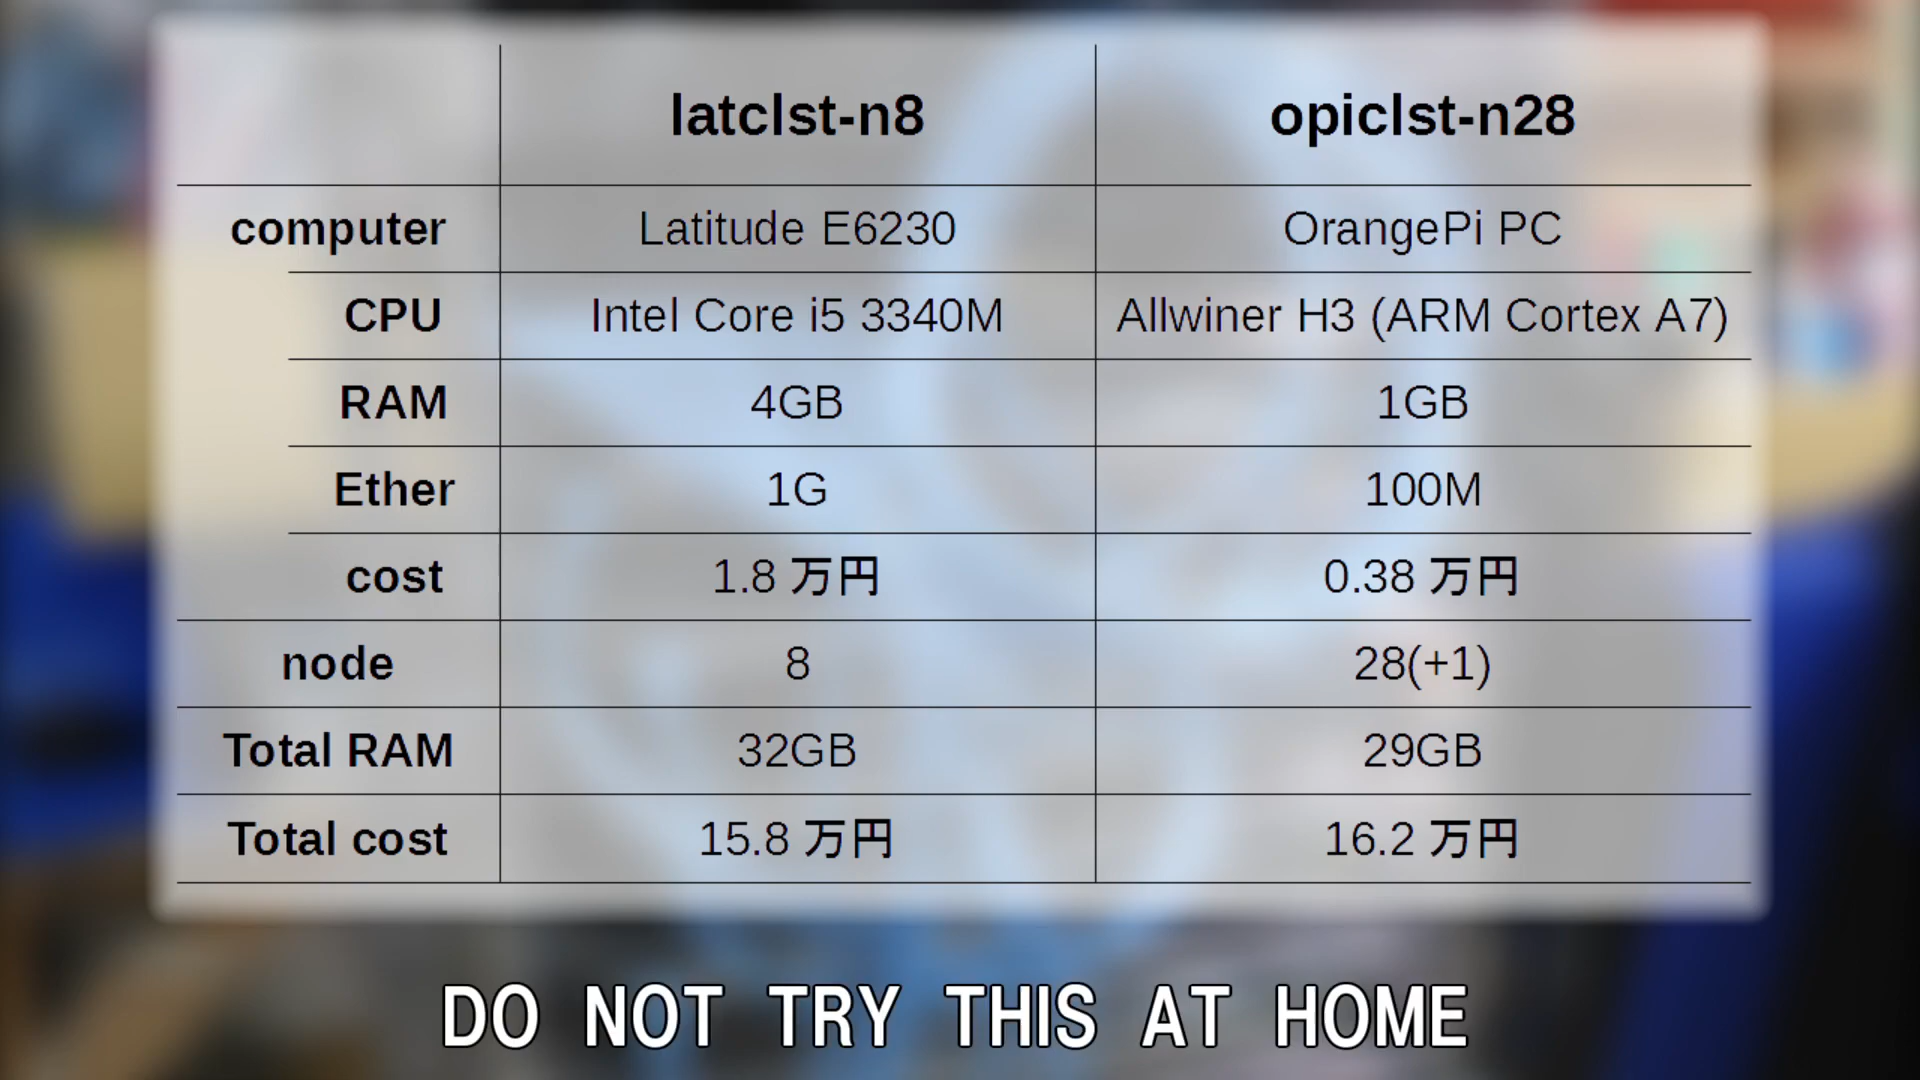 latclst-n8 opiclst-n28
computer Latitude E6230 OrangePi PC
CPU Intel Core i5 3340M Allwiner H3 (ARM Cortex A7)
RAM 4GB 1GB
Ether 1G 100M
cost 1.8 万円 0.38 万円
node 8 28(+1)
Total RAM 32GB 29GB
Total cost 15.8 万円 16.2 万円
DO NOT TRY THIS AT HOME